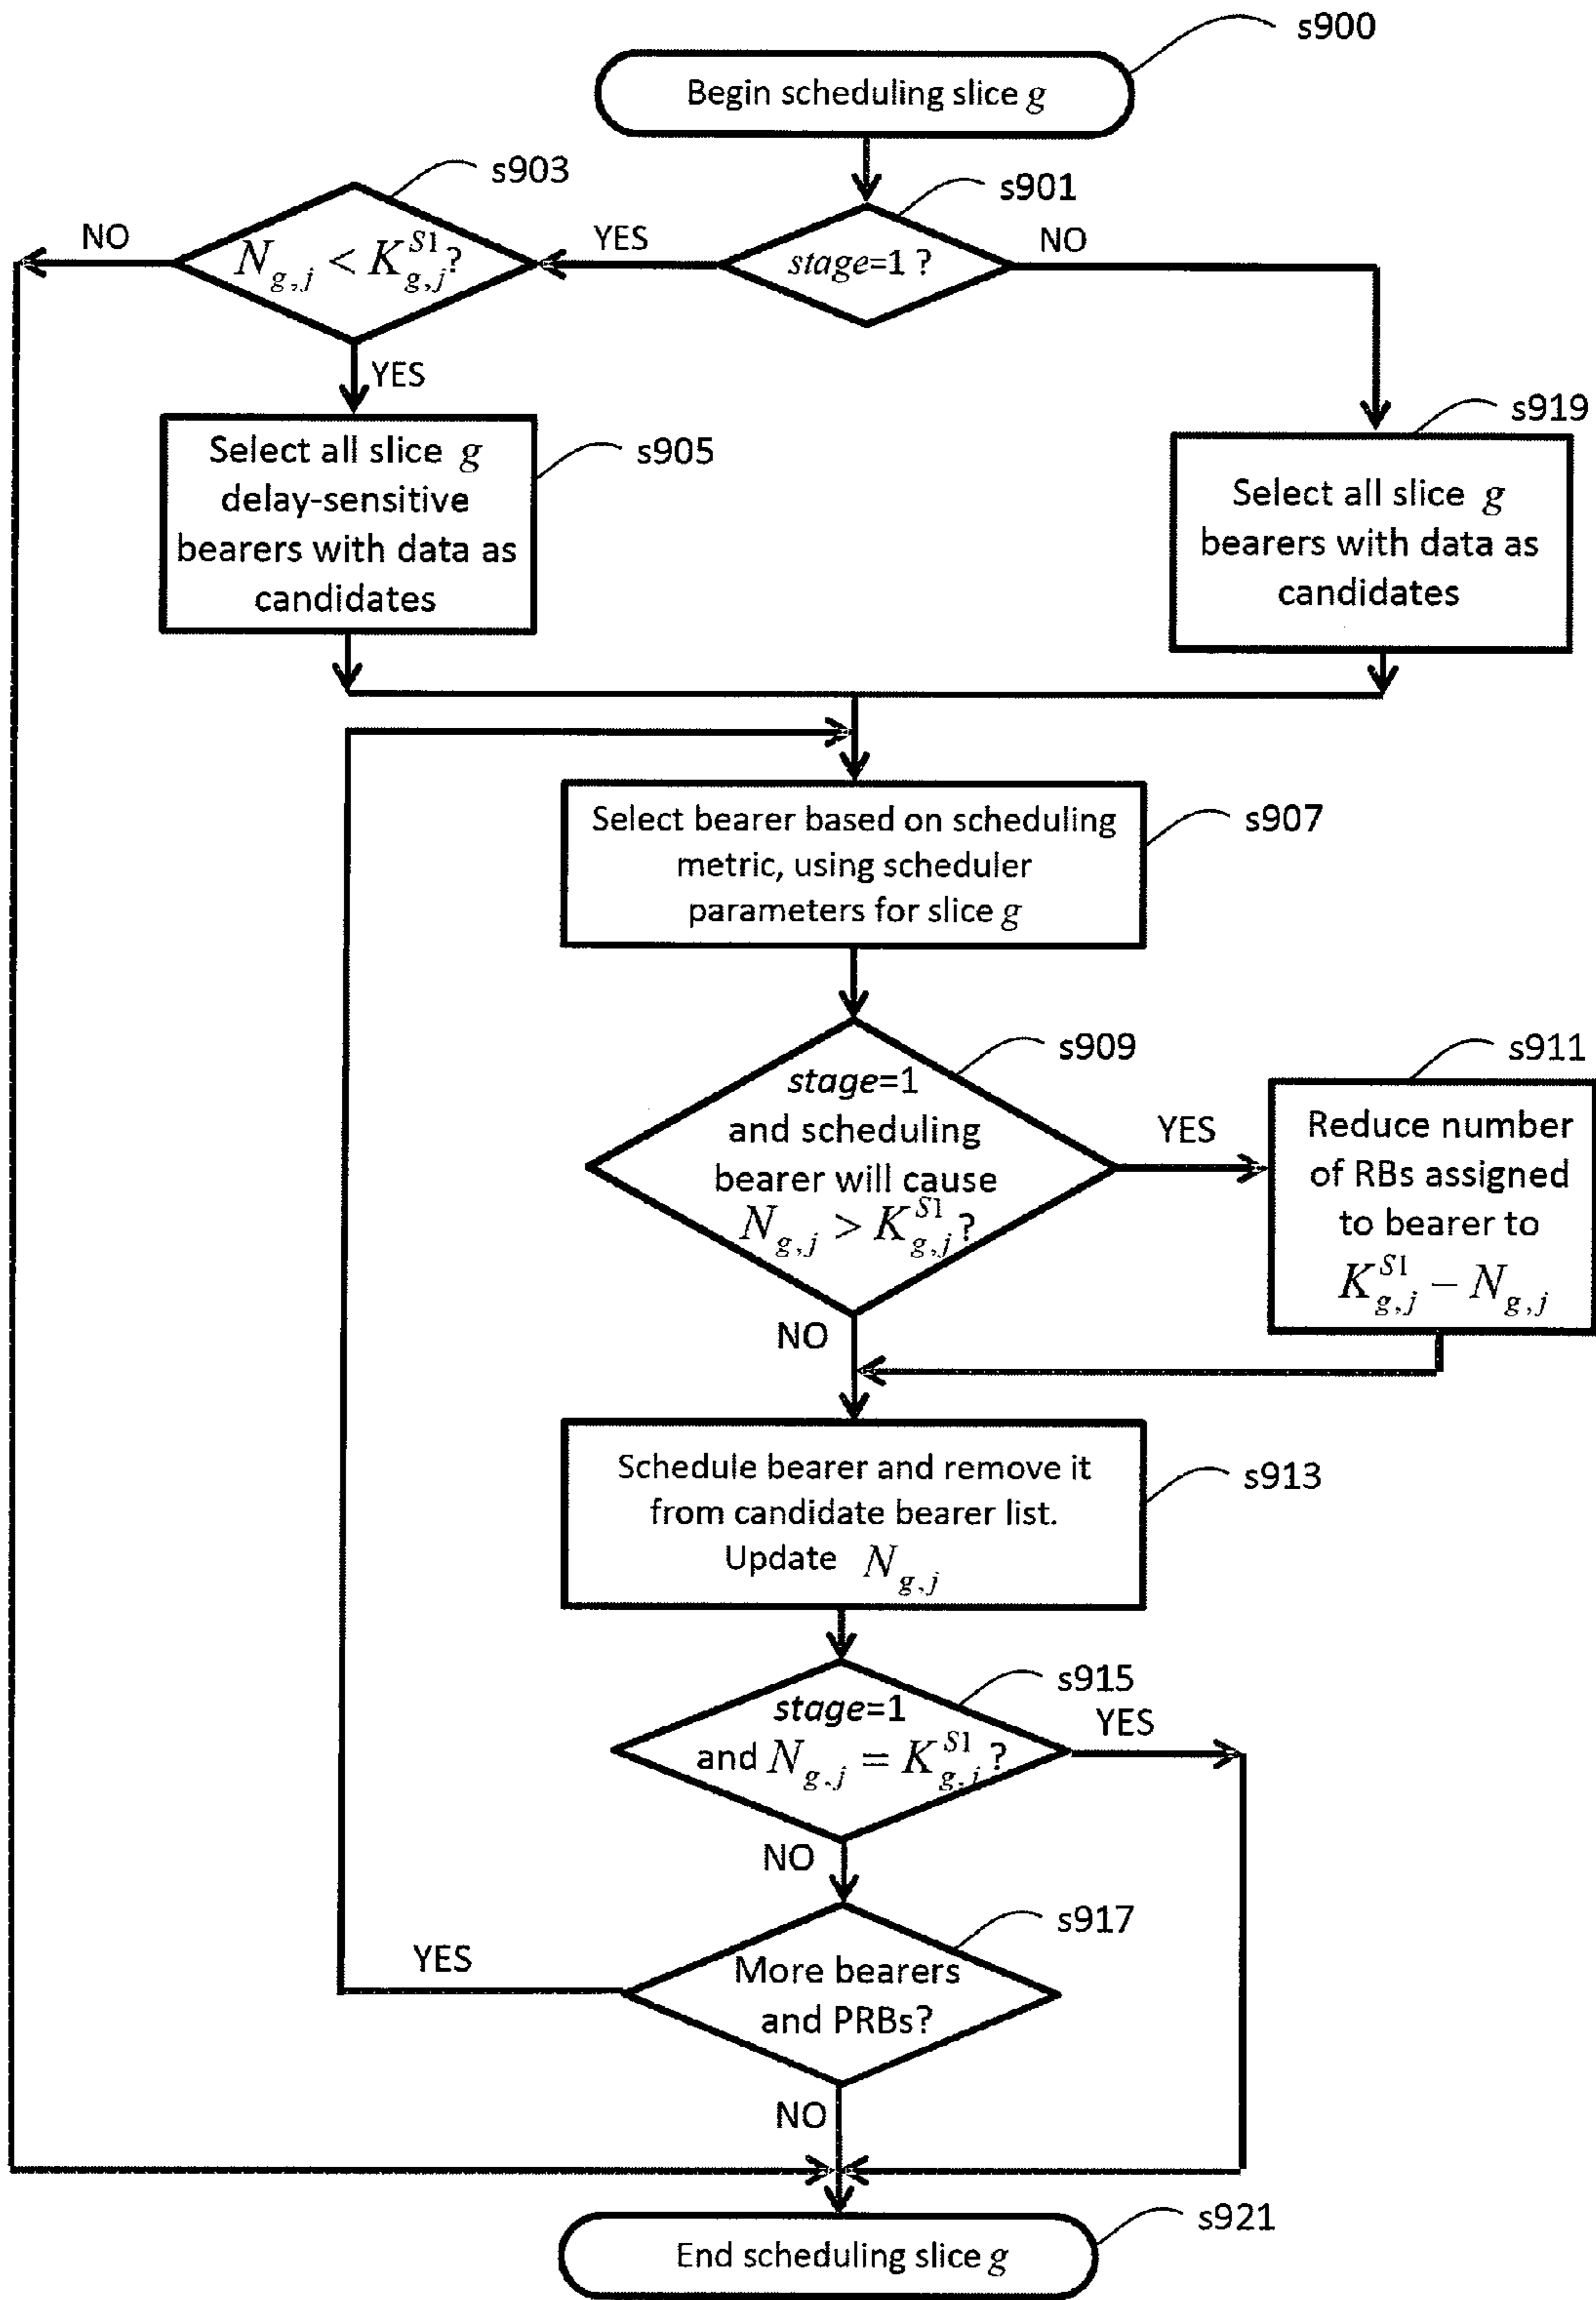 s900
Begin scheduling slice g
s903
s901
NO
N_{g,j} < K_{g,j}^{S1}?
YES
stage=1 ?
NO
YES
s919
Select all slice g
delay-sensitive
bearers with data as
candidates
s905
Select all slice g
bearers with data as
candidates
Select bearer based on scheduling
metric, using scheduler
parameters for slice g
s907
s909
stage=1
and scheduling
bearer will cause
N_{g,j} > K_{g,j}^{S1}?
YES
s911
Reduce number
of RBs assigned
to bearer to
K_{g,j}^{S1} − N_{g,j}
NO
Schedule bearer and remove it
from candidate bearer list.
Update N_{g,j}
s913
s915
stage=1
and N_{g,j} = K_{g,j}^{S1}?
YES
NO
s917
YES
More bearers
and PRBs?
NO
s921
End scheduling slice g